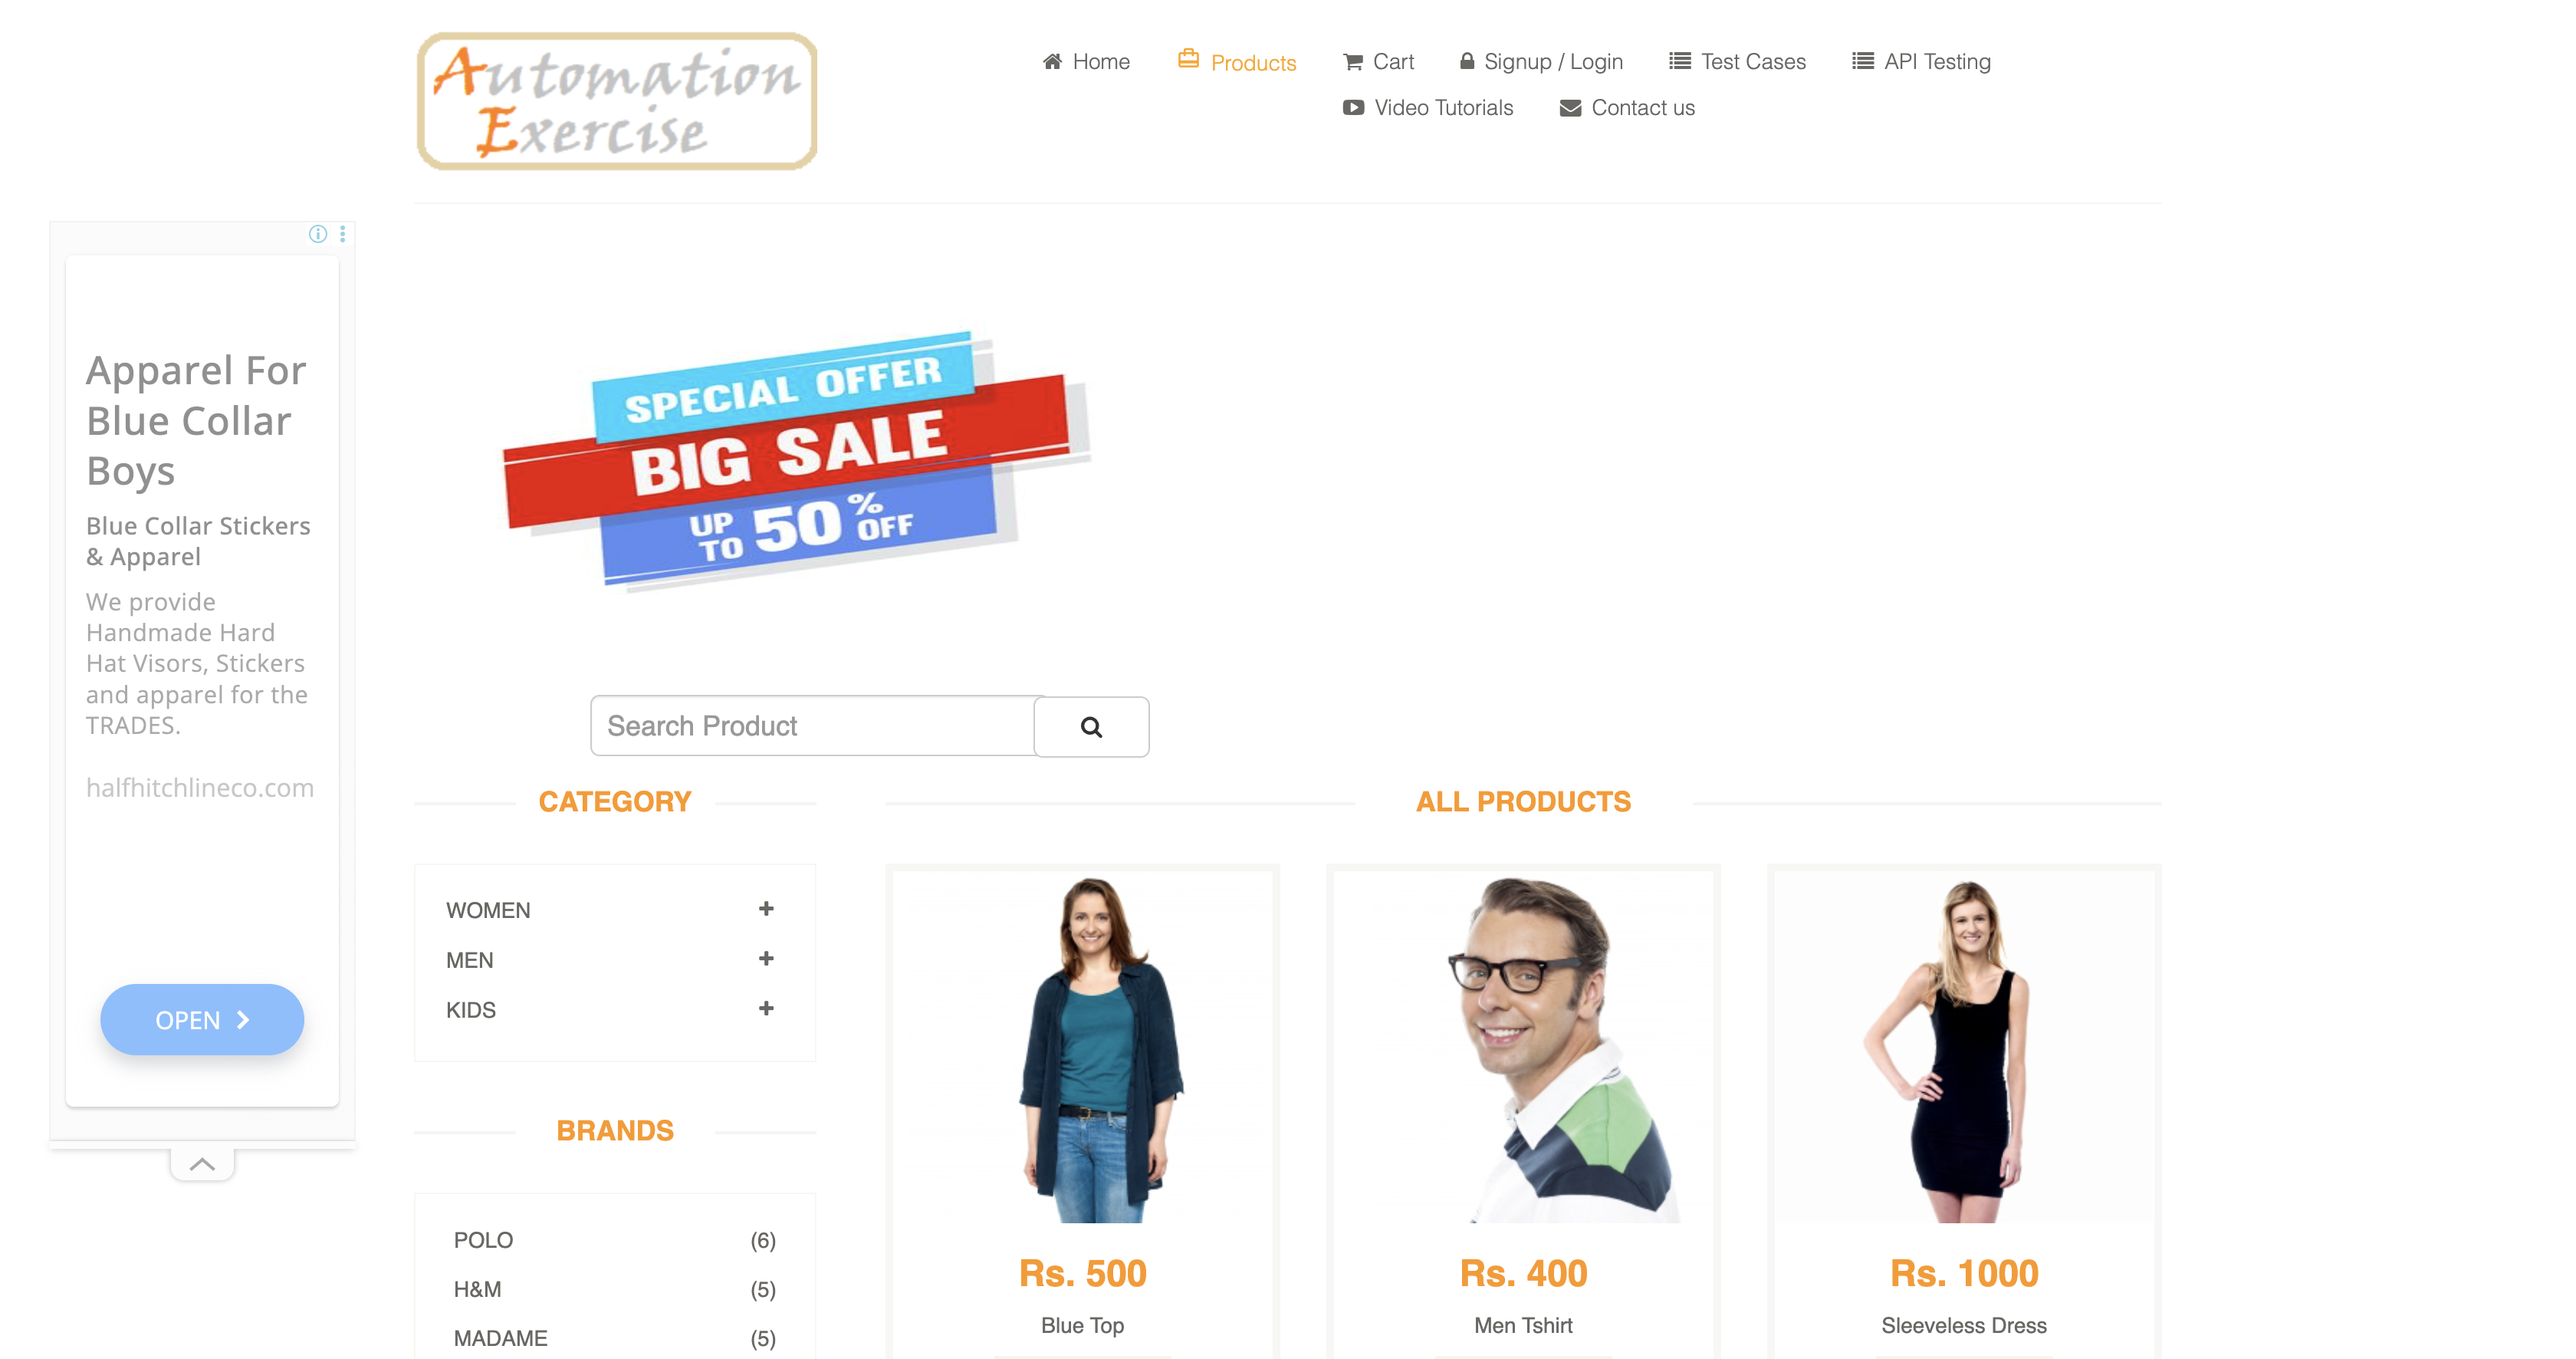 Automation
Exercise
Home
Products
Cart
Signup / Login
Test Cases
API Testing
Video Tutorials
Contact us
Apparel For
Blue Collar
Boys
Blue Collar Stickers
& Apparel
We provide
Handmade Hard
Hat Visors, Stickers
and apparel for the
TRADES.
halfhitchlineco.com
OPEN
SPECIAL OFFER
BIG SALE
UP TO 50% OFF
Search Product
CATEGORY
WOMEN
MEN
KIDS
BRANDS
POLO (6)
H&M (5)
MADAME (5)
ALL PRODUCTS
Rs. 500
Blue Top
Rs. 400
Men Tshirt
Rs. 1000
Sleeveless Dress